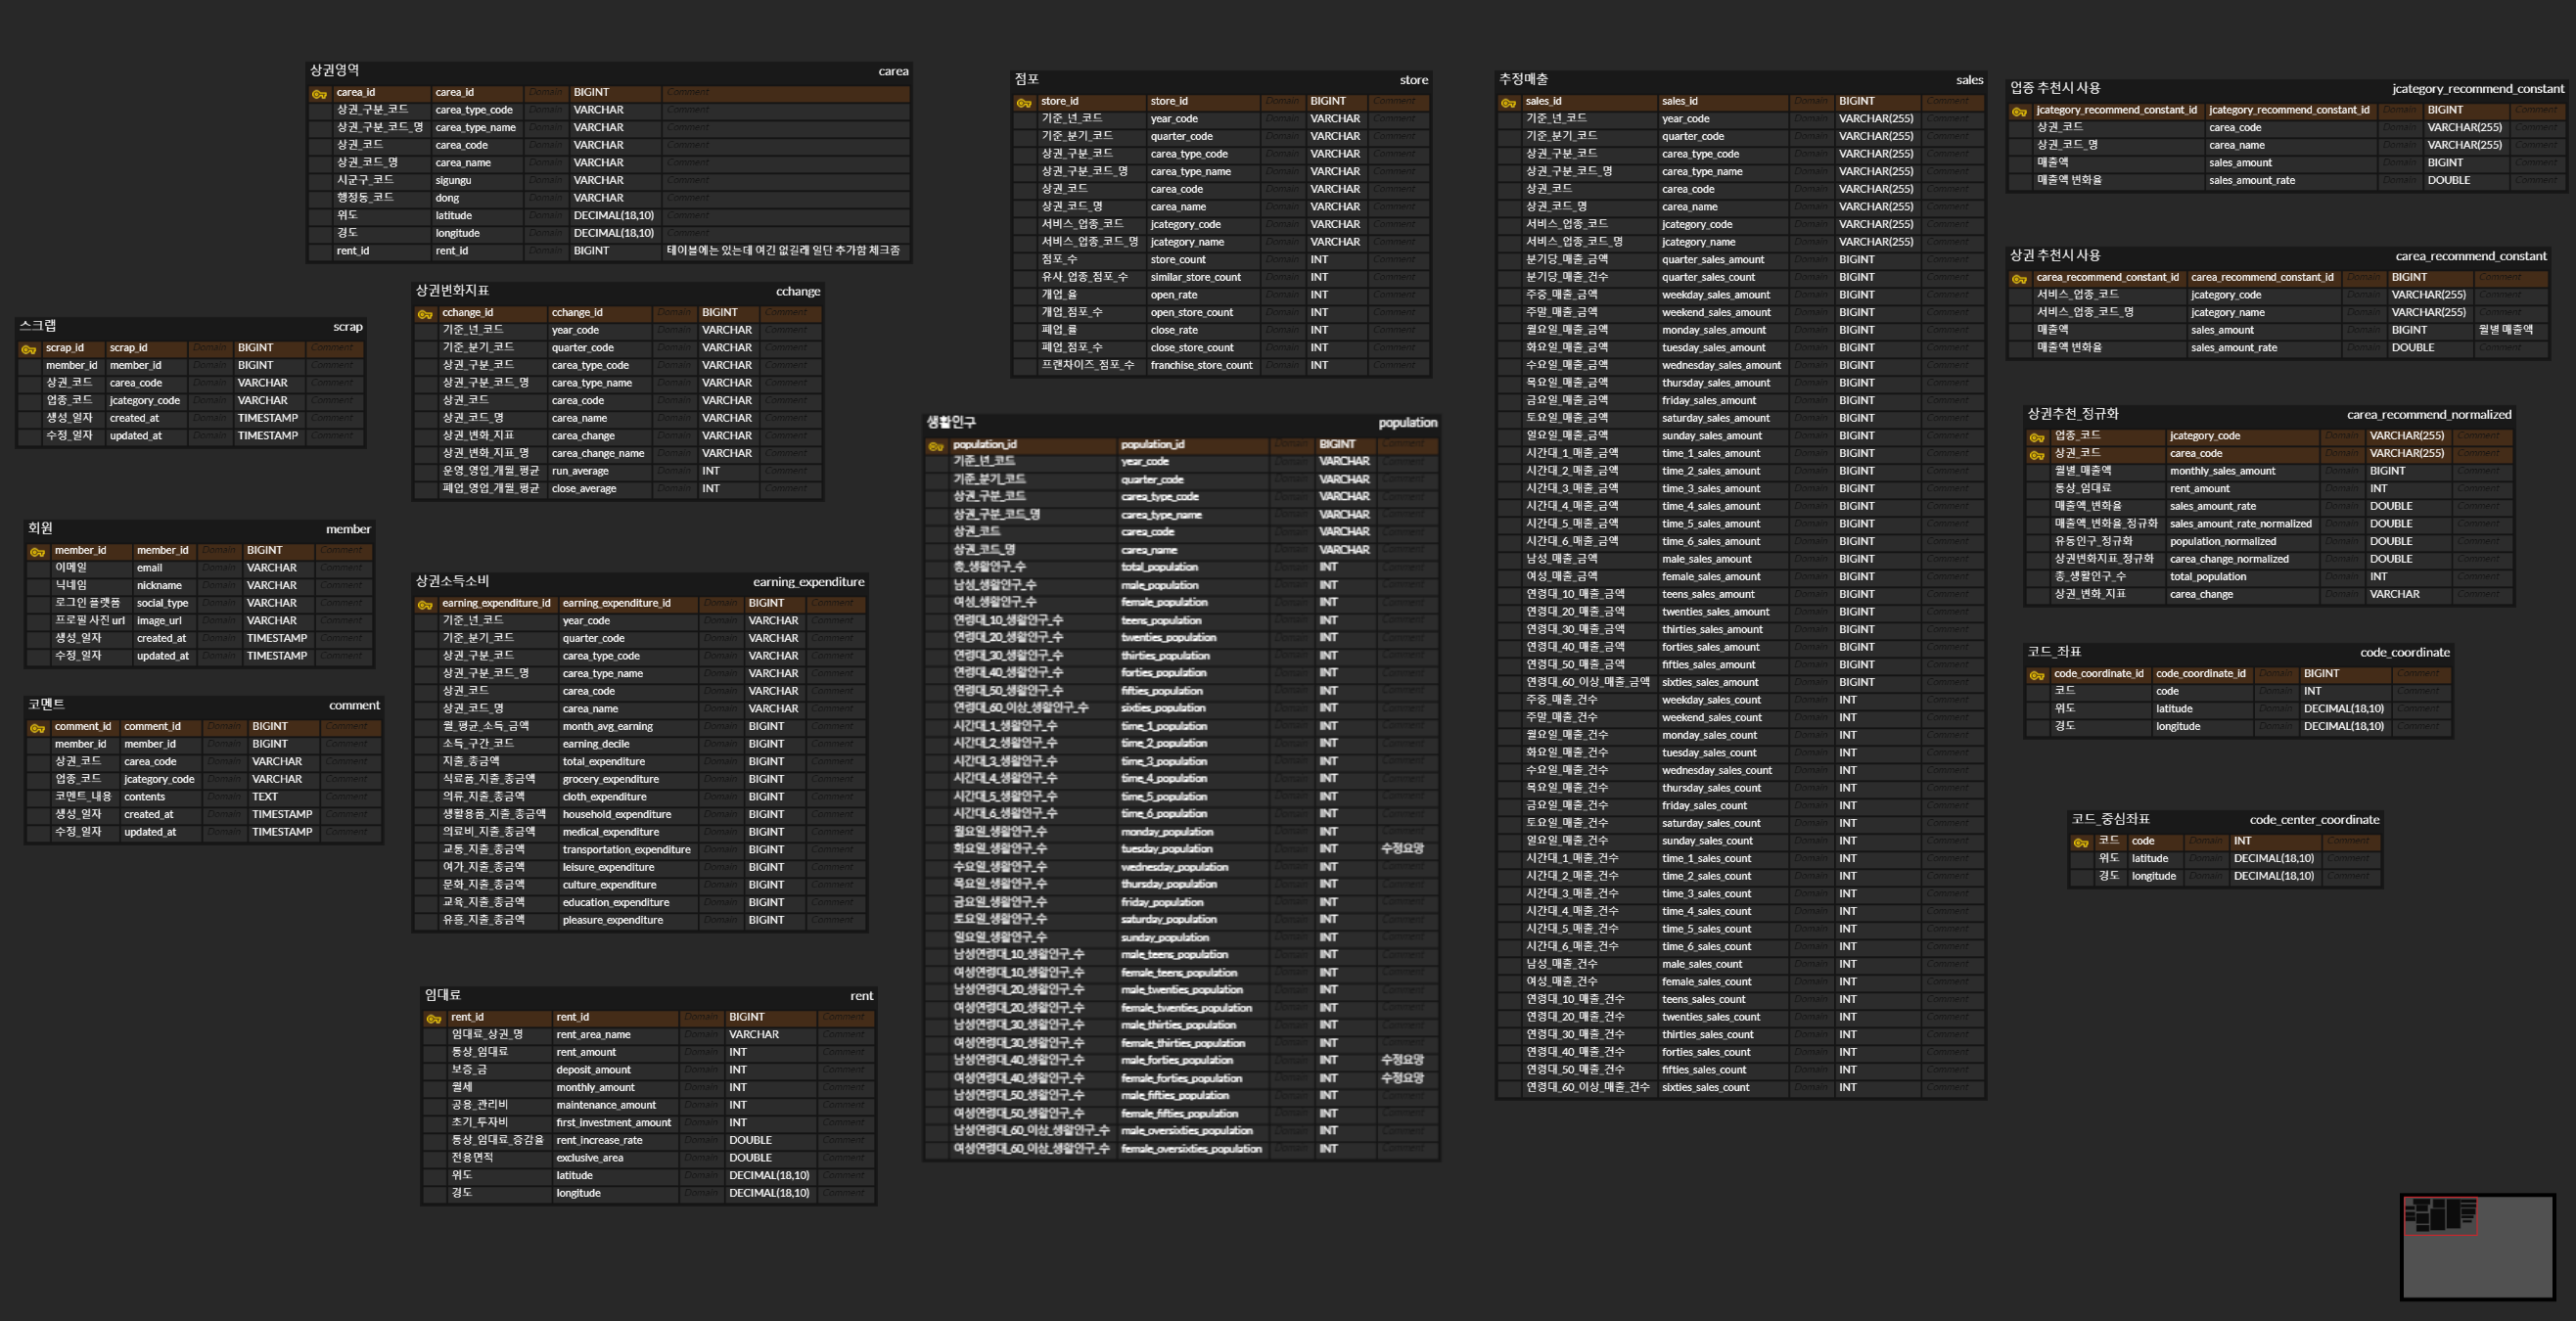 상권영역 carea
carea_id carea_id Domain BIGINT Comment
상권_구분_코드 carea_type_code Domain VARCHAR Comment
상권_구분_코드_명 carea_type_name Domain VARCHAR Comment
상권_코드 carea_code Domain VARCHAR Comment
상권_코드_명 carea_name Domain VARCHAR Comment
시군구_코드 sigungu Domain VARCHAR Comment
행정동_코드 dong Domain VARCHAR Comment
위도 latitude Domain DECIMAL(18,10) Comment
경도 longitude Domain DECIMAL(18,10) Comment
rent_id rent_id Domain BIGINT 테이블에는 있는데 여긴 없길래 일단 추가함 체크좀
상권변화지표 cchange
cchange_id cchange_id Domain BIGINT Comment
기준_년_코드 year_code Domain VARCHAR Comment
기준_분기_코드 quarter_code Domain VARCHAR Comment
상권_구분_코드 carea_type_code Domain VARCHAR Comment
상권_구분_코드_명 carea_type_name Domain VARCHAR Comment
상권_코드 carea_code Domain VARCHAR Comment
상권_코드_명 carea_name Domain VARCHAR Comment
상권_변화_지표 carea_change Domain VARCHAR Comment
상권_변화_지표_명 carea_change_name Domain VARCHAR Comment
운영_영업_개월_평균 run_average Domain INT Comment
폐업_영업_개월_평균 close_average Domain INT Comment
스크랩 scrap
scrap_id scrap_id Domain BIGINT Comment
member_id member_id Domain BIGINT Comment
상권_코드 carea_code Domain VARCHAR Comment
업종_코드 jcategory_code Domain VARCHAR Comment
생성_일자 created_at Domain TIMESTAMP Comment
수정_일자 updated_at Domain TIMESTAMP Comment
회원 member
member_id member_id Domain BIGINT Comment
이메일 email Domain VARCHAR Comment
닉네임 nickname Domain VARCHAR Comment
로그인 플랫폼 social_type Domain VARCHAR Comment
프로필 사진 url image_url Domain VARCHAR Comment
생성_일자 created_at Domain TIMESTAMP Comment
수정_일자 updated_at Domain TIMESTAMP Comment
코멘트 comment
comment_id comment_id Domain BIGINT Comment
member_id member_id Domain BIGINT Comment
상권_코드 carea_code Domain VARCHAR Comment
업종_코드 jcategory_code Domain VARCHAR Comment
코멘트_내용 contents Domain TEXT Comment
생성_일자 created_at Domain TIMESTAMP Comment
수정_일자 updated_at Domain TIMESTAMP Comment
상권소득소비 earning_expenditure
earning_expenditure_id earning_expenditure_id Domain BIGINT Comment
기준_년_코드 year_code Domain VARCHAR Comment
기준_분기_코드 quarter_code Domain VARCHAR Comment
상권_구분_코드 carea_type_code Domain VARCHAR Comment
상권_구분_코드_명 carea_type_name Domain VARCHAR Comment
상권_코드 carea_code Domain VARCHAR Comment
상권_코드_명 carea_name Domain VARCHAR Comment
월_평균_소득_금액 month_avg_earning Domain BIGINT Comment
소득_구간_코드 earning_decile Domain BIGINT Comment
지출_총금액 total_expenditure Domain BIGINT Comment
식료품_지출_총금액 grocery_expenditure Domain BIGINT Comment
의류_지출_총금액 cloth_expenditure Domain BIGINT Comment
생활용품_지출_총금액 household_expenditure Domain BIGINT Comment
의료비_지출_총금액 medical_expenditure Domain BIGINT Comment
교통_지출_총금액 transportation_expenditure Domain BIGINT Comment
여가_지출_총금액 leisure_expenditure Domain BIGINT Comment
문화_지출_총금액 culture_expenditure Domain BIGINT Comment
교육_지출_총금액 education_expenditure Domain BIGINT Comment
유흥_지출_총금액 pleasure_expenditure Domain BIGINT Comment
임대료 rent
rent_id rent_id Domain BIGINT Comment
임대료_상권_명 rent_area_name Domain VARCHAR Comment
통상_임대료 rent_amount Domain INT Comment
보증_금 deposit_amount Domain INT Comment
월세 monthly_amount Domain INT Comment
공용_관리비 maintenance_amount Domain INT Comment
초기_투자비 first_investment_amount Domain INT Comment
통상_임대료_증감율 rent_increase_rate Domain DOUBLE Comment
전용면적 exclusive_area Domain DOUBLE Comment
위도 latitude Domain DECIMAL(18,10) Comment
경도 longitude Domain DECIMAL(18,10) Comment
점포 store
store_id store_id Domain BIGINT Comment
기준_년_코드 year_code Domain VARCHAR Comment
기준_분기_코드 quarter_code Domain VARCHAR Comment
상권_구분_코드 carea_type_code Domain VARCHAR Comment
상권_구분_코드_명 carea_type_name Domain VARCHAR Comment
상권_코드 carea_code Domain VARCHAR Comment
상권_코드_명 carea_name Domain VARCHAR Comment
서비스_업종_코드 jcategory_code Domain VARCHAR Comment
서비스_업종_코드_명 jcategory_name Domain VARCHAR Comment
점포_수 store_count Domain INT Comment
유사_업종_점포_수 similar_store_count Domain INT Comment
개업_율 open_rate Domain INT Comment
개업_점포_수 open_store_count Domain INT Comment
폐업_률 close_rate Domain INT Comment
폐업_점포_수 close_store_count Domain INT Comment
프랜차이즈_점포_수 franchise_store_count Domain INT Comment
생활인구 population
population_id population_id Domain BIGINT Comment
기준_년_코드 year_code Domain VARCHAR Comment
기준_분기_코드 quarter_code Domain VARCHAR Comment
상권_구분_코드 carea_type_code Domain VARCHAR Comment
상권_구분_코드_명 carea_type_name Domain VARCHAR Comment
상권_코드 carea_code Domain VARCHAR Comment
상권_코드_명 carea_name Domain VARCHAR Comment
총_생활인구_수 total_population Domain INT Comment
남성_생활인구_수 male_population Domain INT Comment
여성_생활인구_수 female_population Domain INT Comment
연령대_10_생활인구_수 teens_population Domain INT Comment
연령대_20_생활인구_수 twenties_population Domain INT Comment
연령대_30_생활인구_수 thirties_population Domain INT Comment
연령대_40_생활인구_수 forties_population Domain INT Comment
연령대_50_생활인구_수 fifties_population Domain INT Comment
연령대_60_이상_생활인구_수 sixties_population Domain INT Comment
시간대_1_생활인구_수 time_1_population Domain INT Comment
시간대_2_생활인구_수 time_2_population Domain INT Comment
시간대_3_생활인구_수 time_3_population Domain INT Comment
시간대_4_생활인구_수 time_4_population Domain INT Comment
시간대_5_생활인구_수 time_5_population Domain INT Comment
시간대_6_생활인구_수 time_6_population Domain INT Comment
월요일_생활인구_수 monday_population Domain INT Comment
화요일_생활인구_수 tuesday_population Domain INT 수정요망
수요일_생활인구_수 wednesday_population Domain INT Comment
목요일_생활인구_수 thursday_population Domain INT Comment
금요일_생활인구_수 friday_population Domain INT Comment
토요일_생활인구_수 saturday_population Domain INT Comment
일요일_생활인구_수 sunday_population Domain INT Comment
남성연령대_10_생활인구_수 male_teens_population Domain INT Comment
여성연령대_10_생활인구_수 female_teens_population Domain INT Comment
남성연령대_20_생활인구_수 male_twenties_population Domain INT Comment
여성연령대_20_생활인구_수 female_twenties_population Domain INT Comment
남성연령대_30_생활인구_수 male_thirties_population Domain INT Comment
여성연령대_30_생활인구_수 female_thirties_population Domain INT Comment
남성연령대_40_생활인구_수 male_forties_population Domain INT 수정요망
여성연령대_40_생활인구_수 female_forties_population Domain INT 수정요망
남성연령대_50_생활인구_수 male_fifties_population Domain INT Comment
여성연령대_50_생활인구_수 female_fifties_population Domain INT Comment
남성연령대_60_이상_생활인구_수 male_oversixties_population Domain INT Comment
여성연령대_60_이상_생활인구_수 female_oversixties_population Domain INT Comment
추정매출 sales
sales_id sales_id Domain BIGINT Comment
기준_년_코드 year_code Domain VARCHAR(255) Comment
기준_분기_코드 quarter_code Domain VARCHAR(255) Comment
상권_구분_코드 carea_type_code Domain VARCHAR(255) Comment
상권_구분_코드_명 carea_type_name Domain VARCHAR(255) Comment
상권_코드 carea_code Domain VARCHAR(255) Comment
상권_코드_명 carea_name Domain VARCHAR(255) Comment
서비스_업종_코드 jcategory_code Domain VARCHAR(255) Comment
서비스_업종_코드_명 jcategory_name Domain VARCHAR(255) Comment
분기당_매출_금액 quarter_sales_amount Domain BIGINT Comment
분기당_매출_건수 quarter_sales_count Domain BIGINT Comment
주중_매출_금액 weekday_sales_amount Domain BIGINT Comment
주말_매출_금액 weekend_sales_amount Domain BIGINT Comment
월요일_매출_금액 monday_sales_amount Domain BIGINT Comment
화요일_매출_금액 tuesday_sales_amount Domain BIGINT Comment
수요일_매출_금액 wednesday_sales_amount Domain BIGINT Comment
목요일_매출_금액 thursday_sales_amount Domain BIGINT Comment
금요일_매출_금액 friday_sales_amount Domain BIGINT Comment
토요일_매출_금액 saturday_sales_amount Domain BIGINT Comment
일요일_매출_금액 sunday_sales_amount Domain BIGINT Comment
시간대_1_매출_금액 time_1_sales_amount Domain BIGINT Comment
시간대_2_매출_금액 time_2_sales_amount Domain BIGINT Comment
시간대_3_매출_금액 time_3_sales_amount Domain BIGINT Comment
시간대_4_매출_금액 time_4_sales_amount Domain BIGINT Comment
시간대_5_매출_금액 time_5_sales_amount Domain BIGINT Comment
시간대_6_매출_금액 time_6_sales_amount Domain BIGINT Comment
남성_매출_금액 male_sales_amount Domain BIGINT Comment
여성_매출_금액 female_sales_amount Domain BIGINT Comment
연령대_10_매출_금액 teens_sales_amount Domain BIGINT Comment
연령대_20_매출_금액 twenties_sales_amount Domain BIGINT Comment
연령대_30_매출_금액 thirties_sales_amount Domain BIGINT Comment
연령대_40_매출_금액 forties_sales_amount Domain BIGINT Comment
연령대_50_매출_금액 fifties_sales_amount Domain BIGINT Comment
연령대_60_이상_매출_금액 sixties_sales_amount Domain BIGINT Comment
주중_매출_건수 weekday_sales_count Domain INT Comment
주말_매출_건수 weekend_sales_count Domain INT Comment
월요일_매출_건수 monday_sales_count Domain INT Comment
화요일_매출_건수 tuesday_sales_count Domain INT Comment
수요일_매출_건수 wednesday_sales_count Domain INT Comment
목요일_매출_건수 thursday_sales_count Domain INT Comment
금요일_매출_건수 friday_sales_count Domain INT Comment
토요일_매출_건수 saturday_sales_count Domain INT Comment
일요일_매출_건수 sunday_sales_count Domain INT Comment
시간대_1_매출_건수 time_1_sales_count Domain INT Comment
시간대_2_매출_건수 time_2_sales_count Domain INT Comment
시간대_3_매출_건수 time_3_sales_count Domain INT Comment
시간대_4_매출_건수 time_4_sales_count Domain INT Comment
시간대_5_매출_건수 time_5_sales_count Domain INT Comment
시간대_6_매출_건수 time_6_sales_count Domain INT Comment
남성_매출_건수 male_sales_count Domain INT Comment
여성_매출_건수 female_sales_count Domain INT Comment
연령대_10_매출_건수 teens_sales_count Domain INT Comment
연령대_20_매출_건수 twenties_sales_count Domain INT Comment
연령대_30_매출_건수 thirties_sales_count Domain INT Comment
연령대_40_매출_건수 forties_sales_count Domain INT Comment
연령대_50_매출_건수 fifties_sales_count Domain INT Comment
연령대_60_이상_매출_건수 sixties_sales_count Domain INT Comment
업종 추천시 사용 jcategory_recommend_constant
jcategory_recommend_constant_id jcategory_recommend_constant_id Domain BIGINT Comment
상권_코드 carea_code Domain VARCHAR(255) Comment
상권_코드_명 carea_name Domain VARCHAR(255) Comment
매출액 sales_amount Domain BIGINT Comment
매출액 변화율 sales_amount_rate Domain DOUBLE Comment
상권 추천시 사용 carea_recommend_constant
carea_recommend_constant_id carea_recommend_constant_id Domain BIGINT Comment
서비스_업종_코드 jcategory_code Domain VARCHAR(255) Comment
서비스_업종_코드_명 jcategory_name Domain VARCHAR(255) Comment
매출액 sales_amount Domain BIGINT 월별 매출액
매출액 변화율 sales_amount_rate Domain DOUBLE Comment
상권추천_정규화 carea_recommend_normalized
업종_코드 jcategory_code Domain VARCHAR(255) Comment
상권_코드 carea_code Domain VARCHAR(255) Comment
월별_매출액 monthly_sales_amount Domain BIGINT Comment
통상_임대료 rent_amount Domain INT Comment
매출액_변화율 sales_amount_rate Domain DOUBLE Comment
매출액_변화율_정규화 sales_amount_rate_normalized Domain DOUBLE Comment
유동인구_정규화 population_normalized Domain DOUBLE Comment
상권변화지표_정규화 carea_change_normalized Domain DOUBLE Comment
총_생활인구_수 total_population Domain INT Comment
상권_변화_지표 carea_change Domain VARCHAR Comment
코드_좌표 code_coordinate
code_coordinate_id code_coordinate_id Domain BIGINT Comment
코드 code Domain INT Comment
위도 latitude Domain DECIMAL(18,10) Comment
경도 longitude Domain DECIMAL(18,10) Comment
코드_중심좌표 code_center_coordinate
코드 code Domain INT Comment
위도 latitude Domain DECIMAL(18,10) Comment
경도 longitude Domain DECIMAL(18,10) Comment